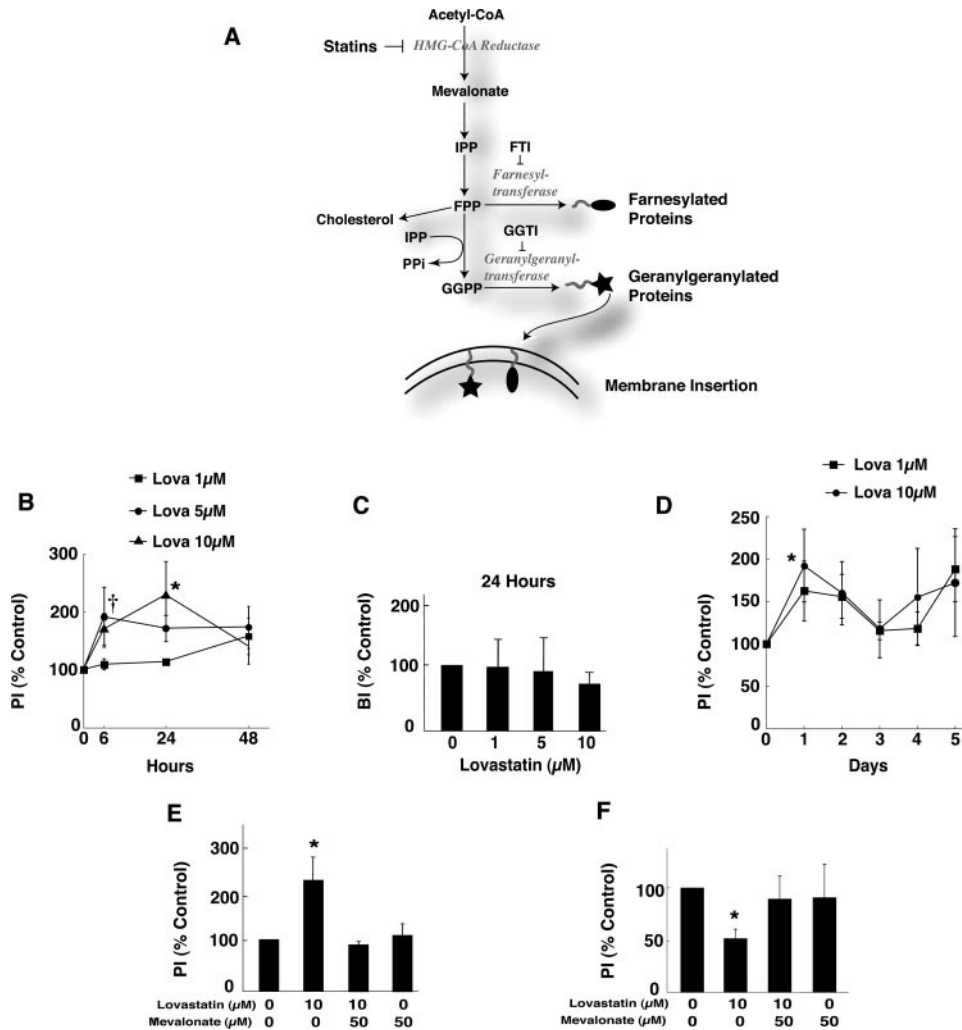 A
Acetyl-CoA
Statins
HMG-CoA Reductase
Mevalonate
IPP
FTI
Farnesyl-
transferase
FPP
Farnesylated
Proteins
Cholesterol
IPP
GGTI
PPi
Geranylgeranyl-
transferase
GGPP
Geranylgeranylated
Proteins
Membrane Insertion
B
Lova 1µM
Lova 5µM
Lova 10µM
PI (% Control)
300
200
100
0
0 6 24 48
Hours
†
*
C
24 Hours
BI (% Control)
200
100
0
0 1 5 10
Lovastatin (µM)
D
Lova 1µM
Lova 10µM
PI (% Control)
250
200
150
100
50
0
0 1 2 3 4 5
Days
*
E
PI (% Control)
300
200
100
0
*
Lovastatin (µM) 0 10 10 0
Mevalonate (µM) 0 0 50 50
F
PI (% Control)
100
50
0
*
Lovastatin (µM) 0 10 10 0
Mevalonate (µM) 0 0 50 50